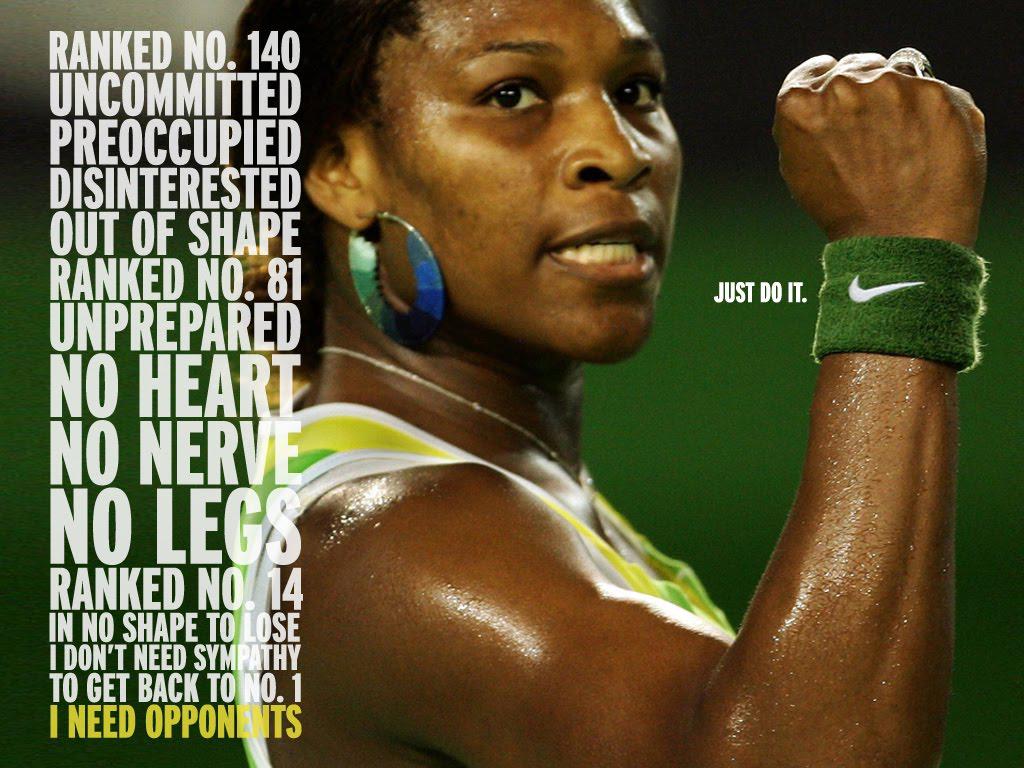 RANKED NO. 140
UNCOMMITTED
PREOCCUPIED
DISINTERESTED
OUT OF SHAPE
RANKED NO. 81
UNPREPARED
NO HEART
NO NERVE
NO LEGS
RANKED NO. 14
IN NO SHAPE TO LOSE
I DON'T NEED SYMPATHY
TO GET BACK TO NO. 1
I NEED OPPONENTS
JUST DO IT.